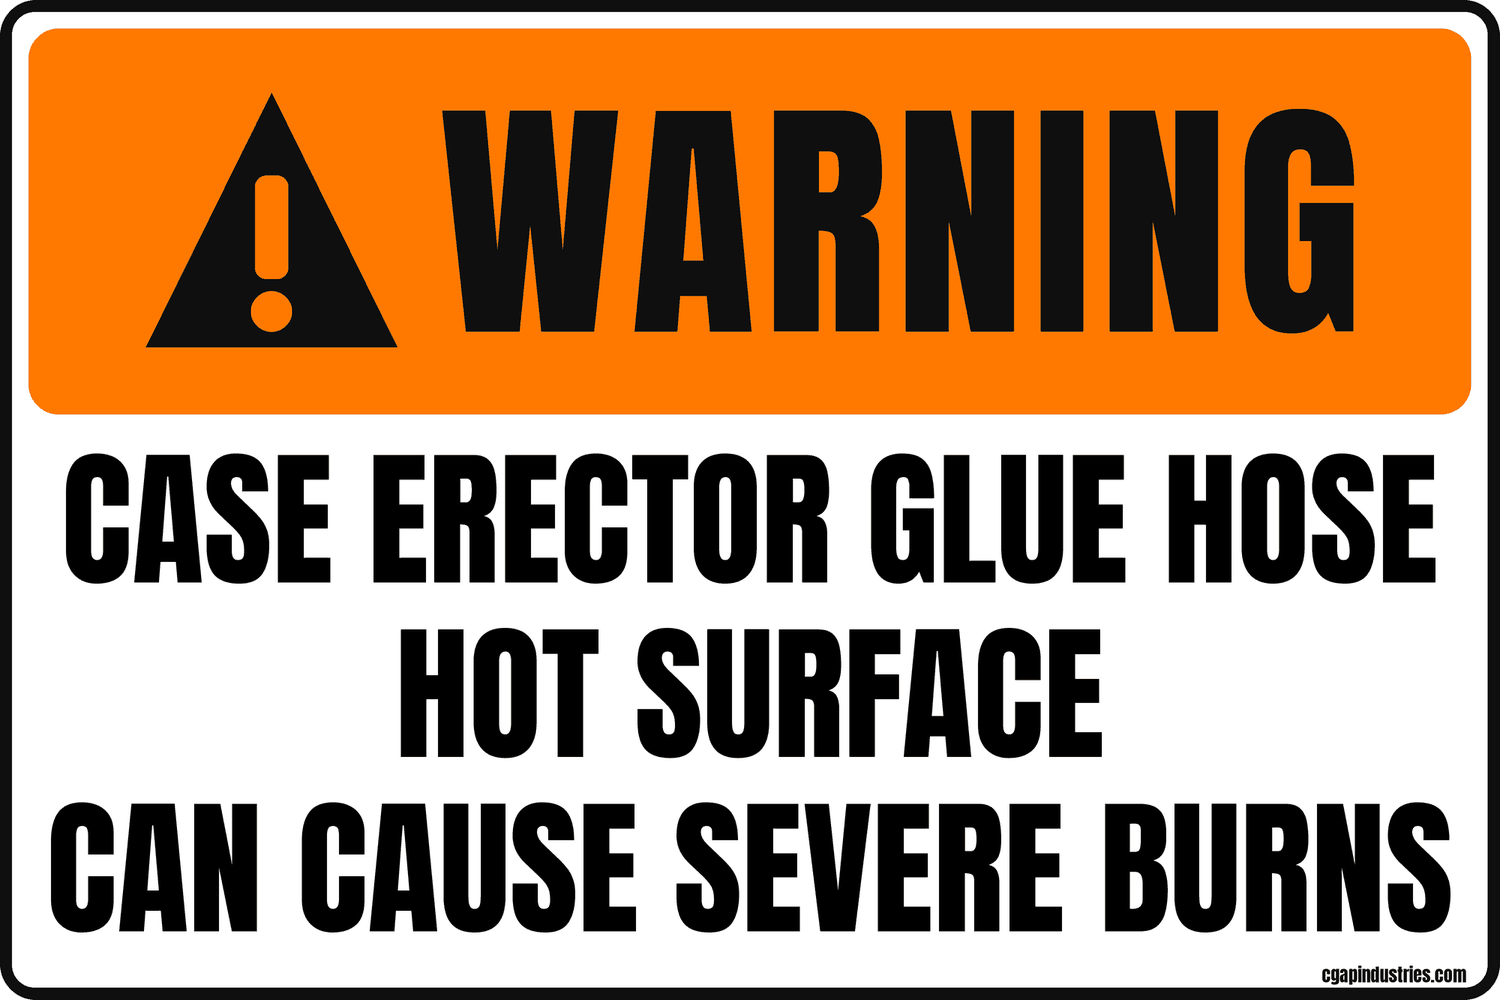 WARNING
CASE ERECTOR GLUE HOSE
HOT SURFACE
CAN CAUSE SEVERE BURNS
cgapindustries.com